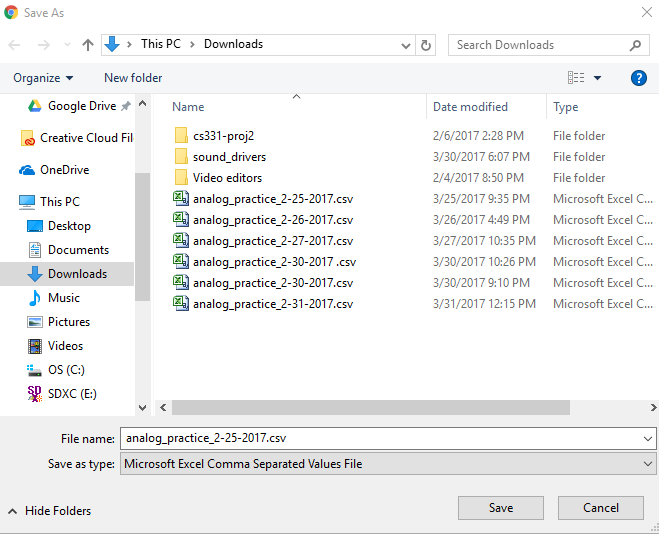 Save As
This PC > Downloads
Search Downloads
Organize
New folder
?
Google Drive
Creative Cloud Fil
OneDrive
This PC
Desktop
Documents
Downloads
Music
Pictures
Videos
OS (C:)
SDXC (E:)
Name Date modified Type
cs331-proj2 2/6/2017 2:28 PM File folder
sound_drivers 3/30/2017 6:07 PM File folder
Video editors 2/4/2017 8:50 PM File folder
analog_practice_2-25-2017.csv 3/25/2017 9:35 PM Microsoft Excel C...
analog_practice_2-26-2017.csv 3/26/2017 4:49 PM Microsoft Excel C...
analog_practice_2-27-2017.csv 3/27/2017 10:35 PM Microsoft Excel C...
analog_practice_2-30-2017 .csv 3/30/2017 10:26 PM Microsoft Excel C...
analog_practice_2-30-2017.csv 3/30/2017 9:10 PM Microsoft Excel C...
analog_practice_2-31-2017.csv 3/31/2017 12:15 PM Microsoft Excel C...
File name: analog_practice_2-25-2017.csv
Save as type: Microsoft Excel Comma Separated Values File
Hide Folders
Save
Cancel